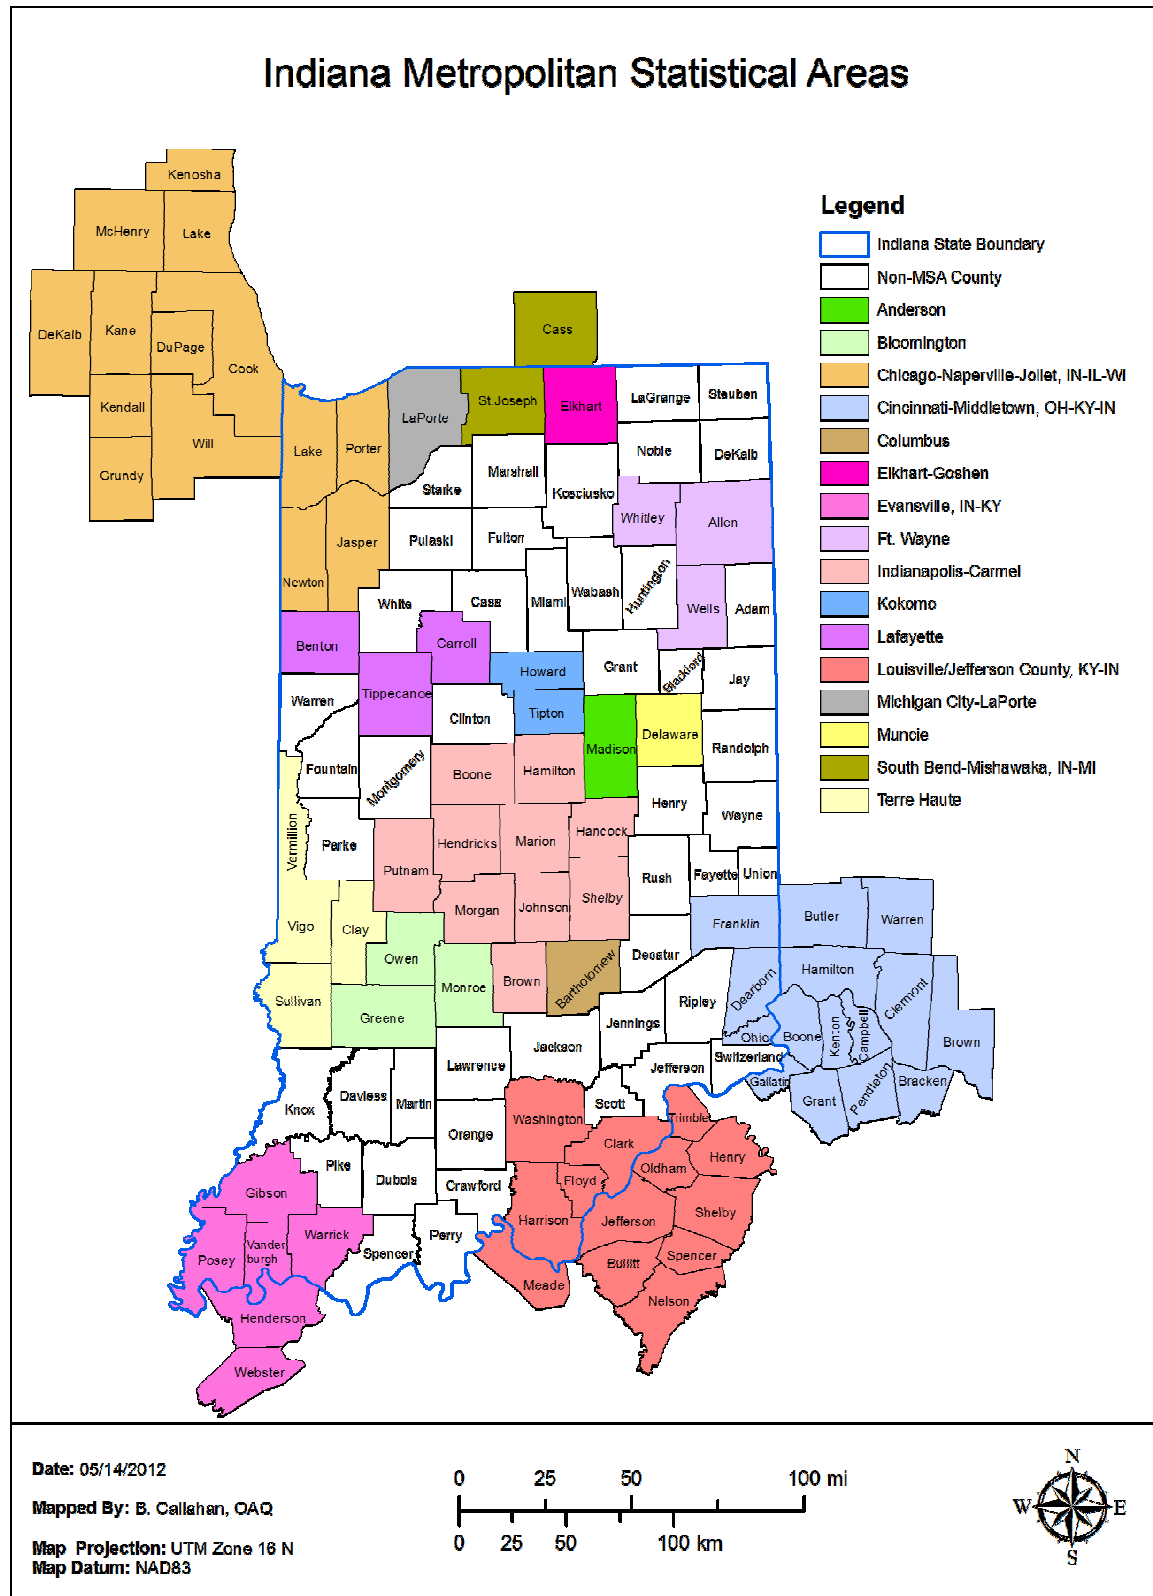 Indiana Metropolitan Statistical Areas
Kenosha
McHenry
Lake
DeKalb
Kane
DuPage
Cook
Kendall
Will
Grundy
Legend
Indiana State Boundary
Non-MSA County
Anderson
Bloomington
Chicago-Naperville-Joliet, IN-IL-WI
Cincinnati-Middletown, OH-KY-IN
Columbus
Elkhart-Goshen
Evansville, IN-KY
Ft. Wayne
Indianapolis-Carmel
Kokomo
Lafayette
Louisville/Jefferson County, KY-IN
Michigan City-LaPorte
Muncie
South Bend-Mishawaka, IN-MI
Terre Haute
Cass
Lake
Porter
LaPorte
St.Joseph
Elkhart
LaGrange
Steuben
Noble
DeKalb
Starke
Marshall
Kosciusko
Whitley
Allen
Newton
Jasper
Pulaski
Fulton
White
Cass
Miami
Wabash
Huntington
Wells
Adam
Benton
Carroll
Tippecanoe
Howard
Tipton
Grant
Blackford
Jay
Warren
Clinton
Madison
Delaware
Randolph
Fountain
Montgomery
Boone
Hamilton
Henry
Wayne
Vermillion
Parke
Putnam
Hendricks
Marion
Hancock
Rush
Fayette
Union
Vigo
Clay
Morgan
Johnson
Shelby
Franklin
Butler
Warren
Owen
Monroe
Brown
Bartholomew
Decatur
Sullivan
Greene
Jennings
Ripley
Dearborn
Hamilton
Clermont
Ohio
Boone
Kenton
Campbell
Brown
Knox
Daviess
Martin
Lawrence
Jackson
Jefferson
Switzerland
Gallatin
Grant
Pendleton
Bracken
Orange
Washington
Scott
Trimble
Clark
Oldham
Henry
Gibson
Pike
Dubois
Crawford
Floyd
Harrison
Jefferson
Shelby
Posey
Vander
burgh
Warrick
Spencer
Perry
Meade
Bullitt
Spencer
Nelson
Henderson
Webster
Date: 05/14/2012
Mapped By: B. Callahan, OAQ
Map Projection: UTM Zone 16 N
Map Datum: NAD83
0 25 50 100 mi
0 25 50 100 km
N
W E
S